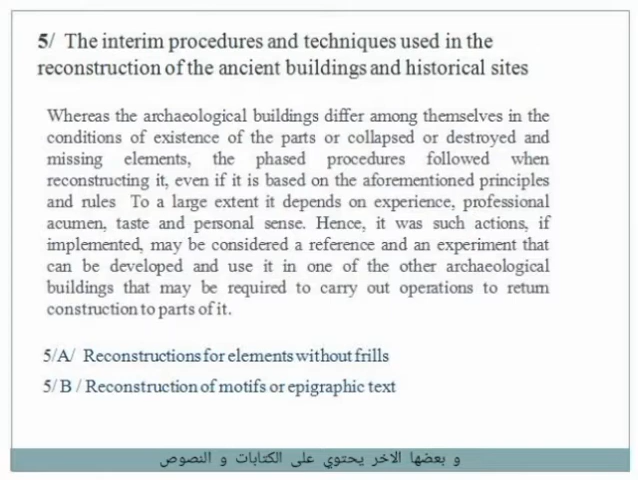 5/ The interim procedures and techniques used in the
reconstruction of the ancient buildings and historical sites
Whereas the archaeological buildings differ among themselves in the
conditions of existence of the parts or collapsed or destroyed and
missing elements, the phased procedures followed when
reconstructing it, even if it is based on the aforementioned principles
and rules To a large extent it depends on experience, professional
acumen, taste and personal sense. Hence, it was such actions, if
implemented, may be considered a reference and an experiment that
can be developed and use it in one of the other archaeological
buildings that may be required to carry out operations to return
construction to parts of it.
5/A/ Reconstructions for elements without frills
5/ B / Reconstruction of motifs or epigraphic text
و بعضها الاخر يحتوي على الكتابات و النصوص